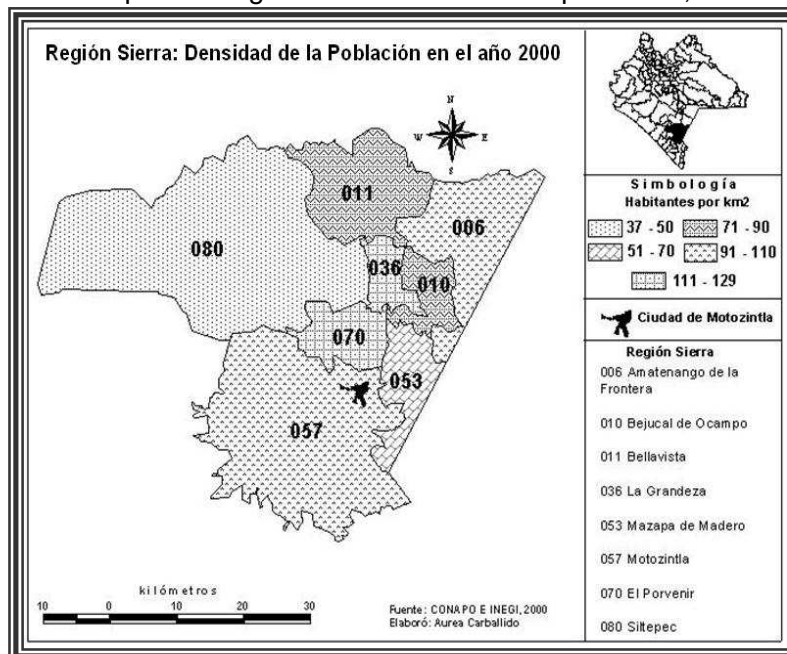 Región Sierra: Densidad de la Población en el año 2000
N
W E
S
011
006
080
036
010
070
053
057
kilómetros
10 0 10 20 30
Fuente: CONAPO E INEGI, 2000
Elaboró: Aurea Carballido
Simbología
Habitantes por km2
37 - 50 71 - 90
51 - 70 91 - 110
111 - 129
Ciudad de Motozintla
Región Sierra
006 Amatenango de la
Frontera
010 Bejucal de Ocampo
011 Bellavista
036 La Grandeza
053 Mazapa de Madero
057 Motozintla
070 El Porvenir
080 Siltepec